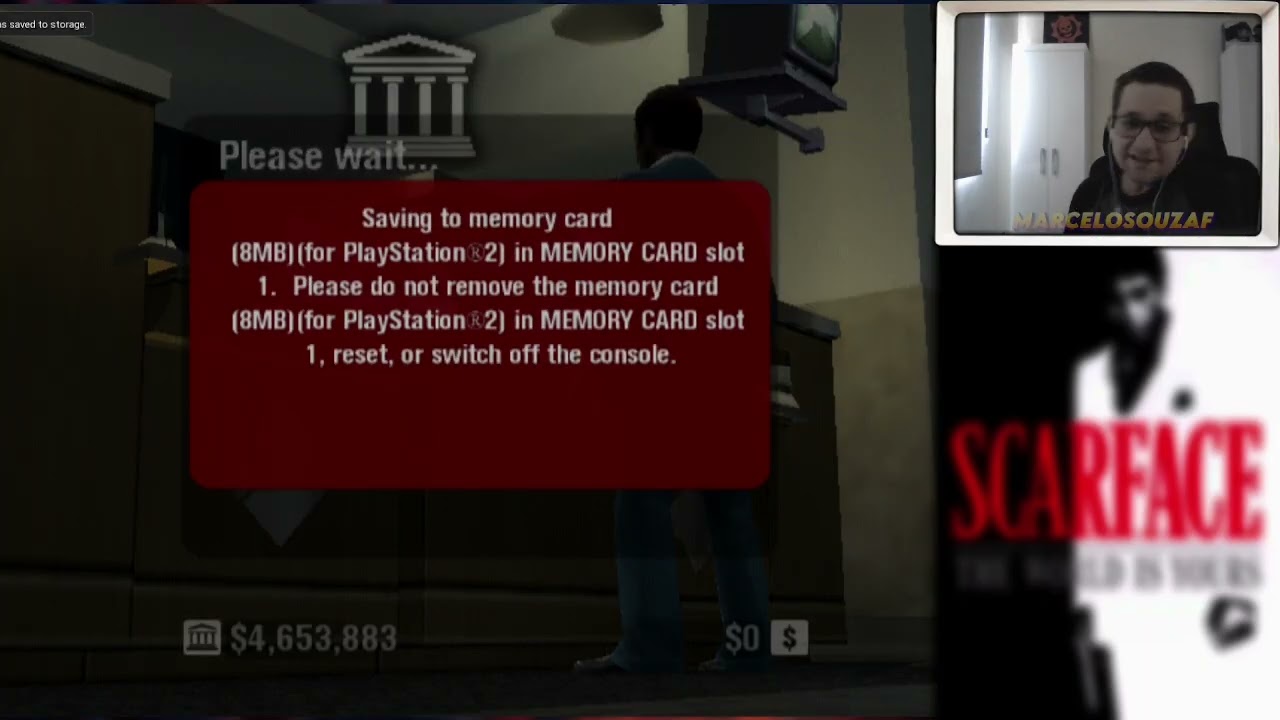 s saved to storage.
Please wait...
Saving to memory card
(8MB)(for PlayStation®2) in MEMORY CARD slot
1. Please do not remove the memory card
(8MB)(for PlayStation®2) in MEMORY CARD slot
1, reset, or switch off the console.
$4,653,883
$0 $
MARCELOSOUZAF
SCARFACE
THE WORLD IS YOURS